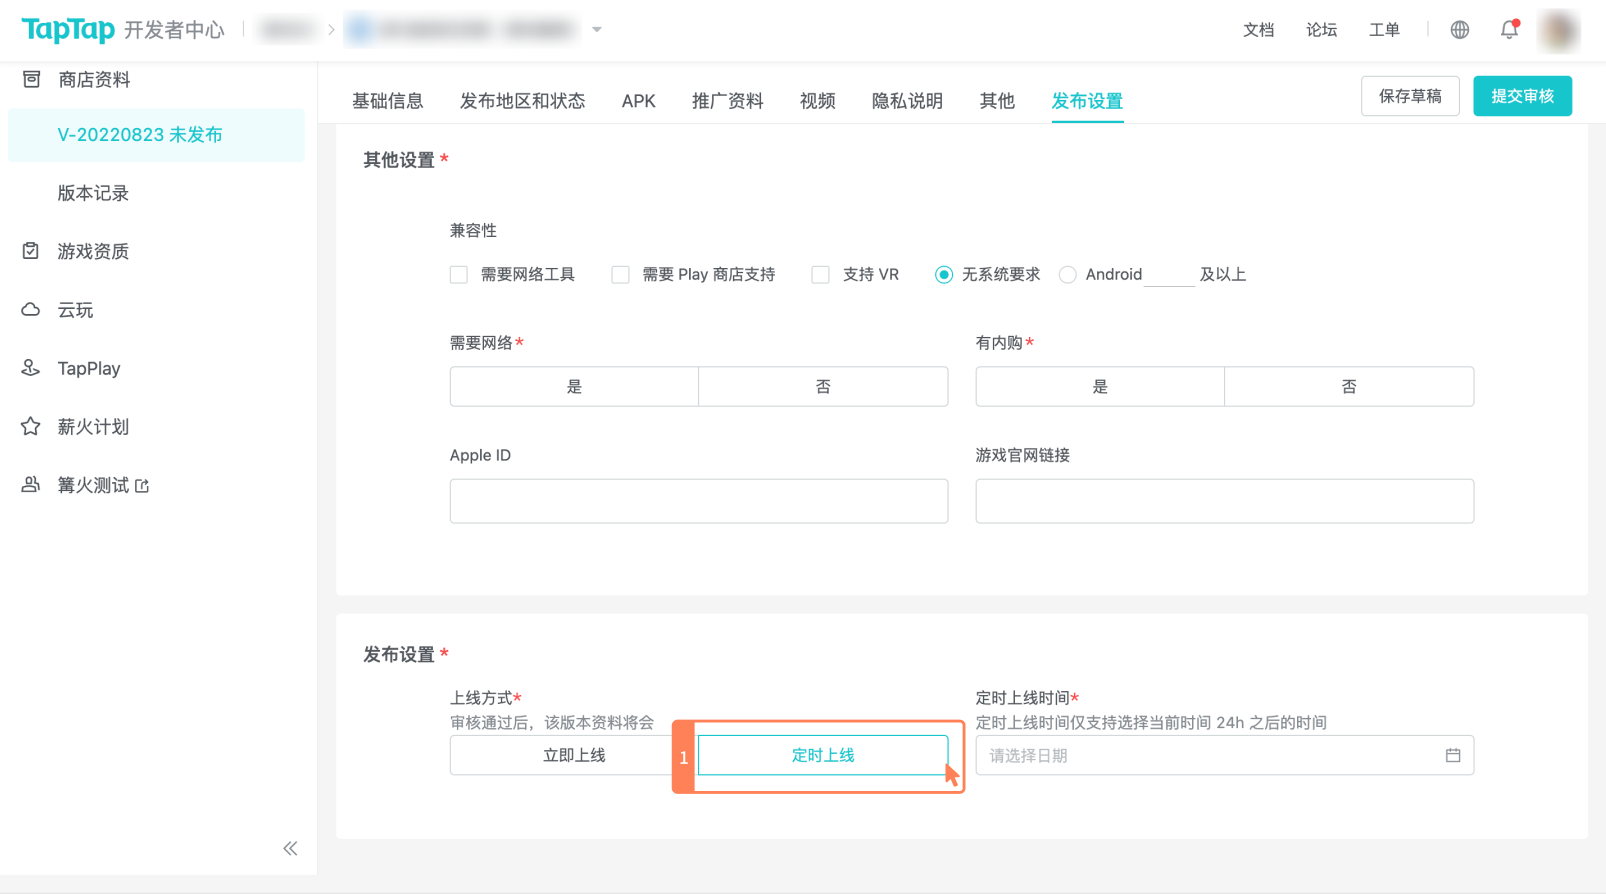 TapTap 开发者中心
文档 论坛 工单
商店资料
V-20220823 未发布
版本记录
游戏资质
云玩
TapPlay
薪火计划
篝火测试
基础信息 发布地区和状态 APK 推广资料 视频 隐私说明 其他 发布设置
保存草稿 提交审核
其他设置 *
兼容性
需要网络工具 需要 Play 商店支持 支持 VR 无系统要求 Android 及以上
需要网络* 有内购*
是 否 是 否
Apple ID 游戏官网链接
发布设置 *
上线方式* 定时上线时间*
审核通过后，该版本资料将会 定时上线时间仅支持选择当前时间 24h 之后的时间
立即上线 1 定时上线 请选择日期